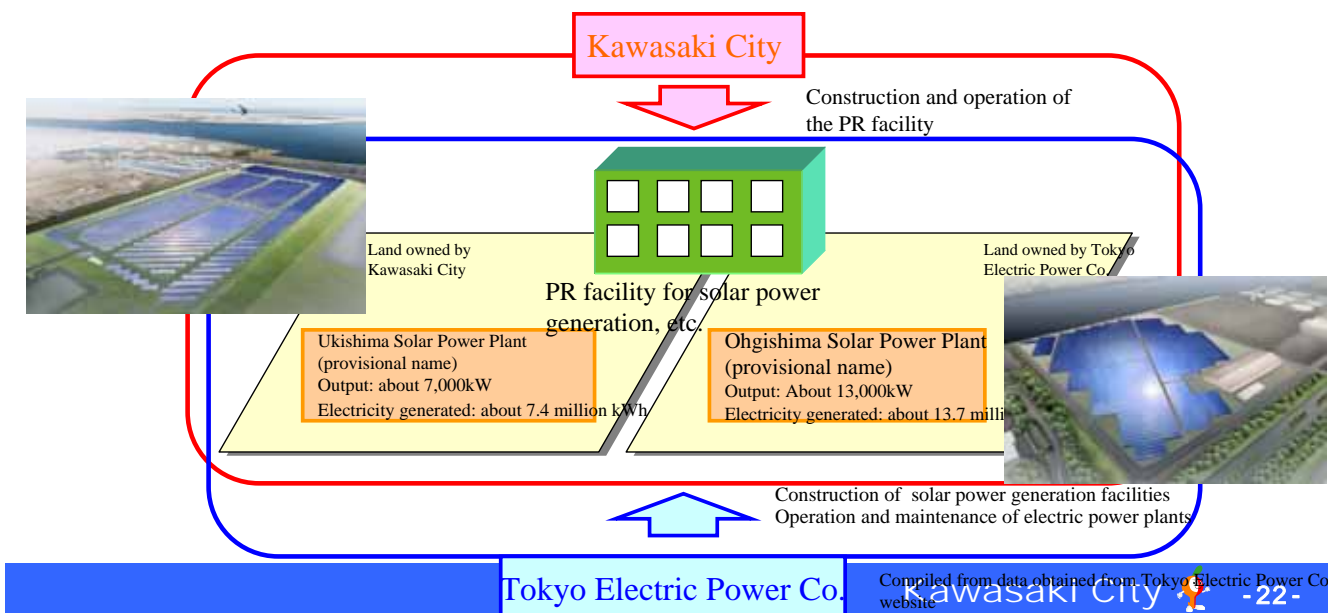 Kawasaki City
Construction and operation of
the PR facility
Land owned by
Kawasaki City
Land owned by Tokyo
Electric Power Co.
PR facility for solar power
generation, etc.
Ukishima Solar Power Plant
(provisional name)
Output: about 7,000kW
Electricity generated: about 7.4 million kWh
Ohgishima Solar Power Plant
(provisional name)
Output: About 13,000kW
Electricity generated: about 13.7
Construction of solar power generation facilities
Operation and maintenance of electric power plants
Tokyo Electric Power Co.
Compiled from data obtained from Tokyo Electric Power Co
website
Kawasaki City
-22-